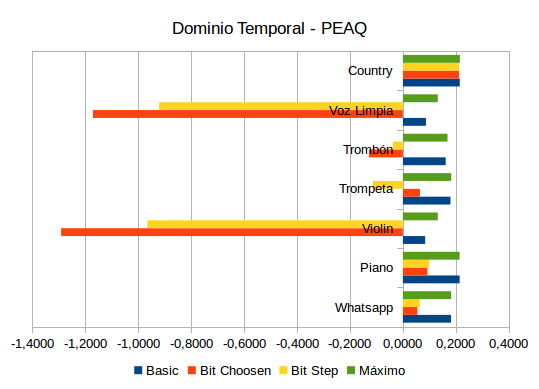 Dominio Temporal - PEAQ
Country
Voz Limpia
Trombón
Trompeta
Violin
Piano
Whatsapp
-1,4000 -1,2000 -1,0000 -0,8000 -0,6000 -0,4000 -0,2000 0,0000 0,2000 0,4000
Basic Bit Choosen Bit Step Máximo